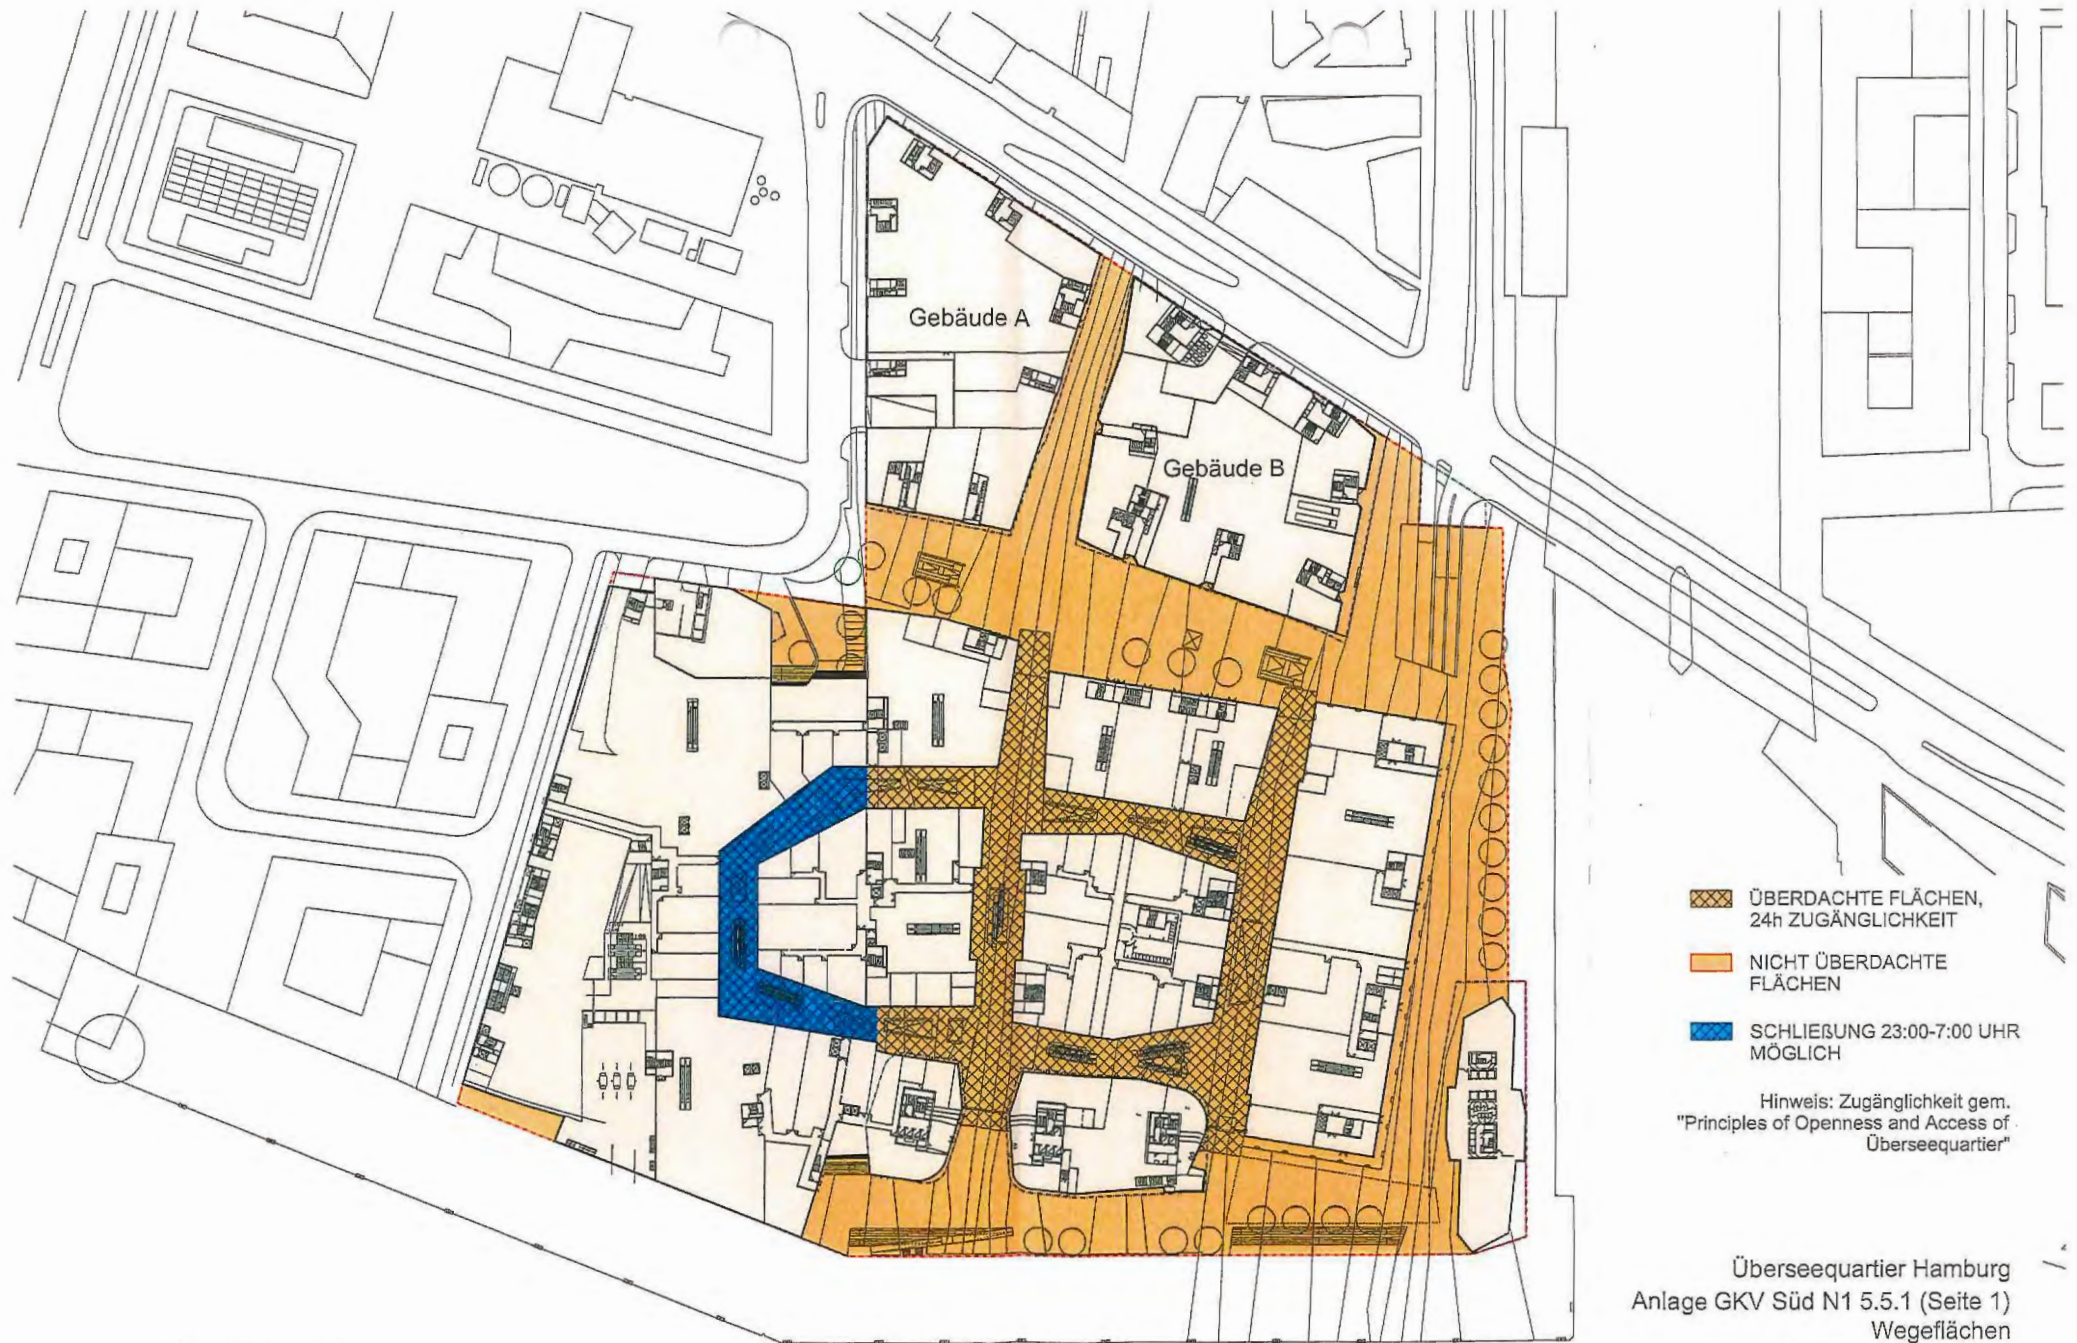 Gebäude A
Gebäude B
ÜBERDACHTE FLÄCHEN,
24h ZUGÄNGLICHKEIT
NICHT ÜBERDACHTE
FLÄCHEN
SCHLIEßUNG 23:00-7:00 UHR
MÖGLICH
Hinweis: Zugänglichkeit gem.
"Principles of Openness and Access of
Überseequartier"
Überseequartier Hamburg
Anlage GKV Süd N1 5.5.1 (Seite 1)
Wegeflächen